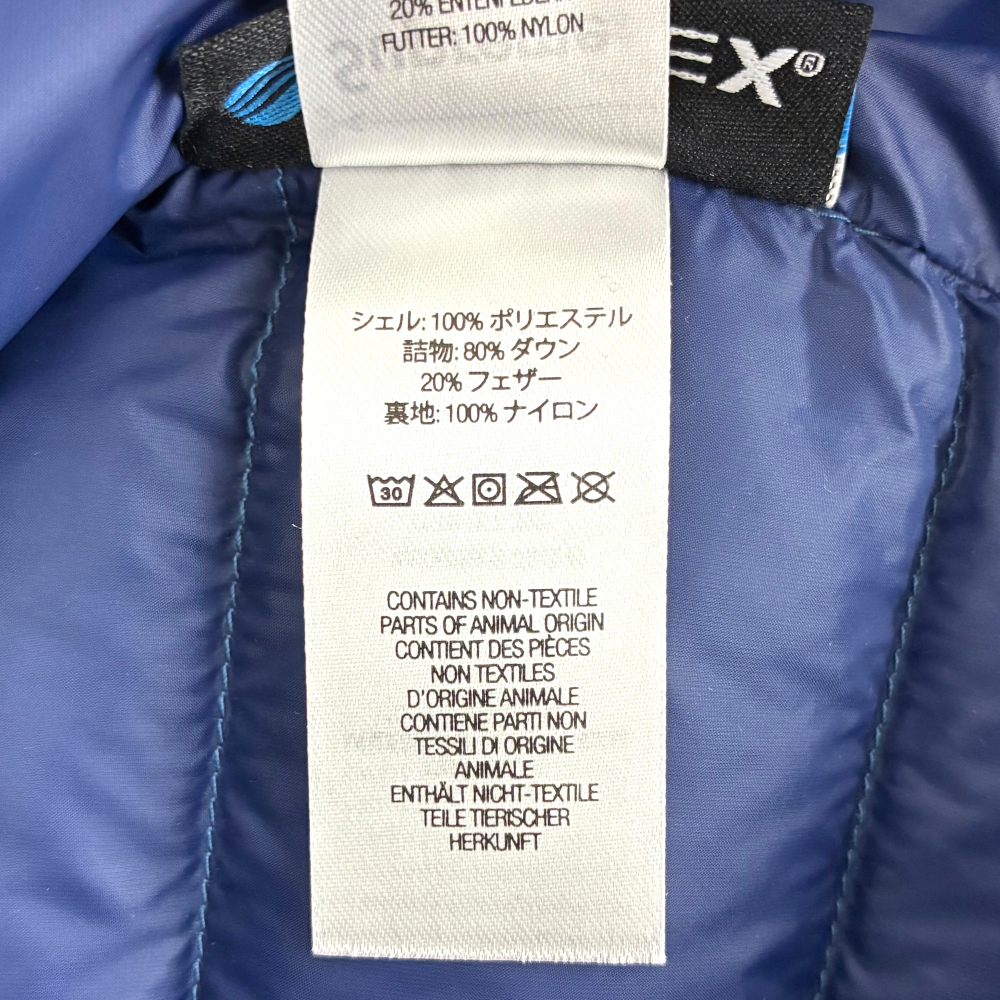 FUTTER: 100% NYLON
EX®
シェル: 100% ポリエステル
詰物: 80% ダウン
20% フェザー
裏地: 100% ナイロン
30
CONTAINS NON-TEXTILE
PARTS OF ANIMAL ORIGIN
CONTIENT DES PIÈCES
NON TEXTILES
D'ORIGINE ANIMALE
CONTIENE PARTI NON
TESSILI DI ORIGINE
ANIMALE
ENTHÄLT NICHT-TEXTILE
TEILE TIERISCHER
HERKUNFT